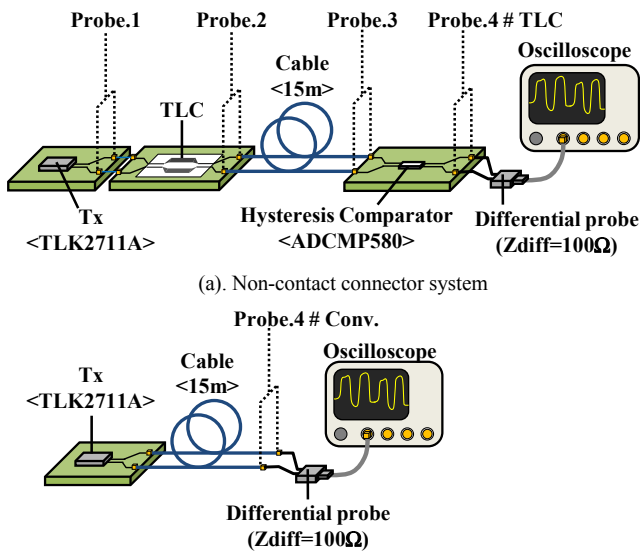 Probe.1
Probe.2
Probe.3
Probe.4 # TLC
Oscilloscope
Cable
<15m>
TLC
Tx
<TLK2711A>
Hysteresis Comparator
<ADCMP580>
Differential probe
(Zdiff=100Ω)
(a). Non-contact connector system
Probe.4 # Conv.
Oscilloscope
Cable
<15m>
Tx
<TLK2711A>
Differential probe
(Zdiff=100Ω)